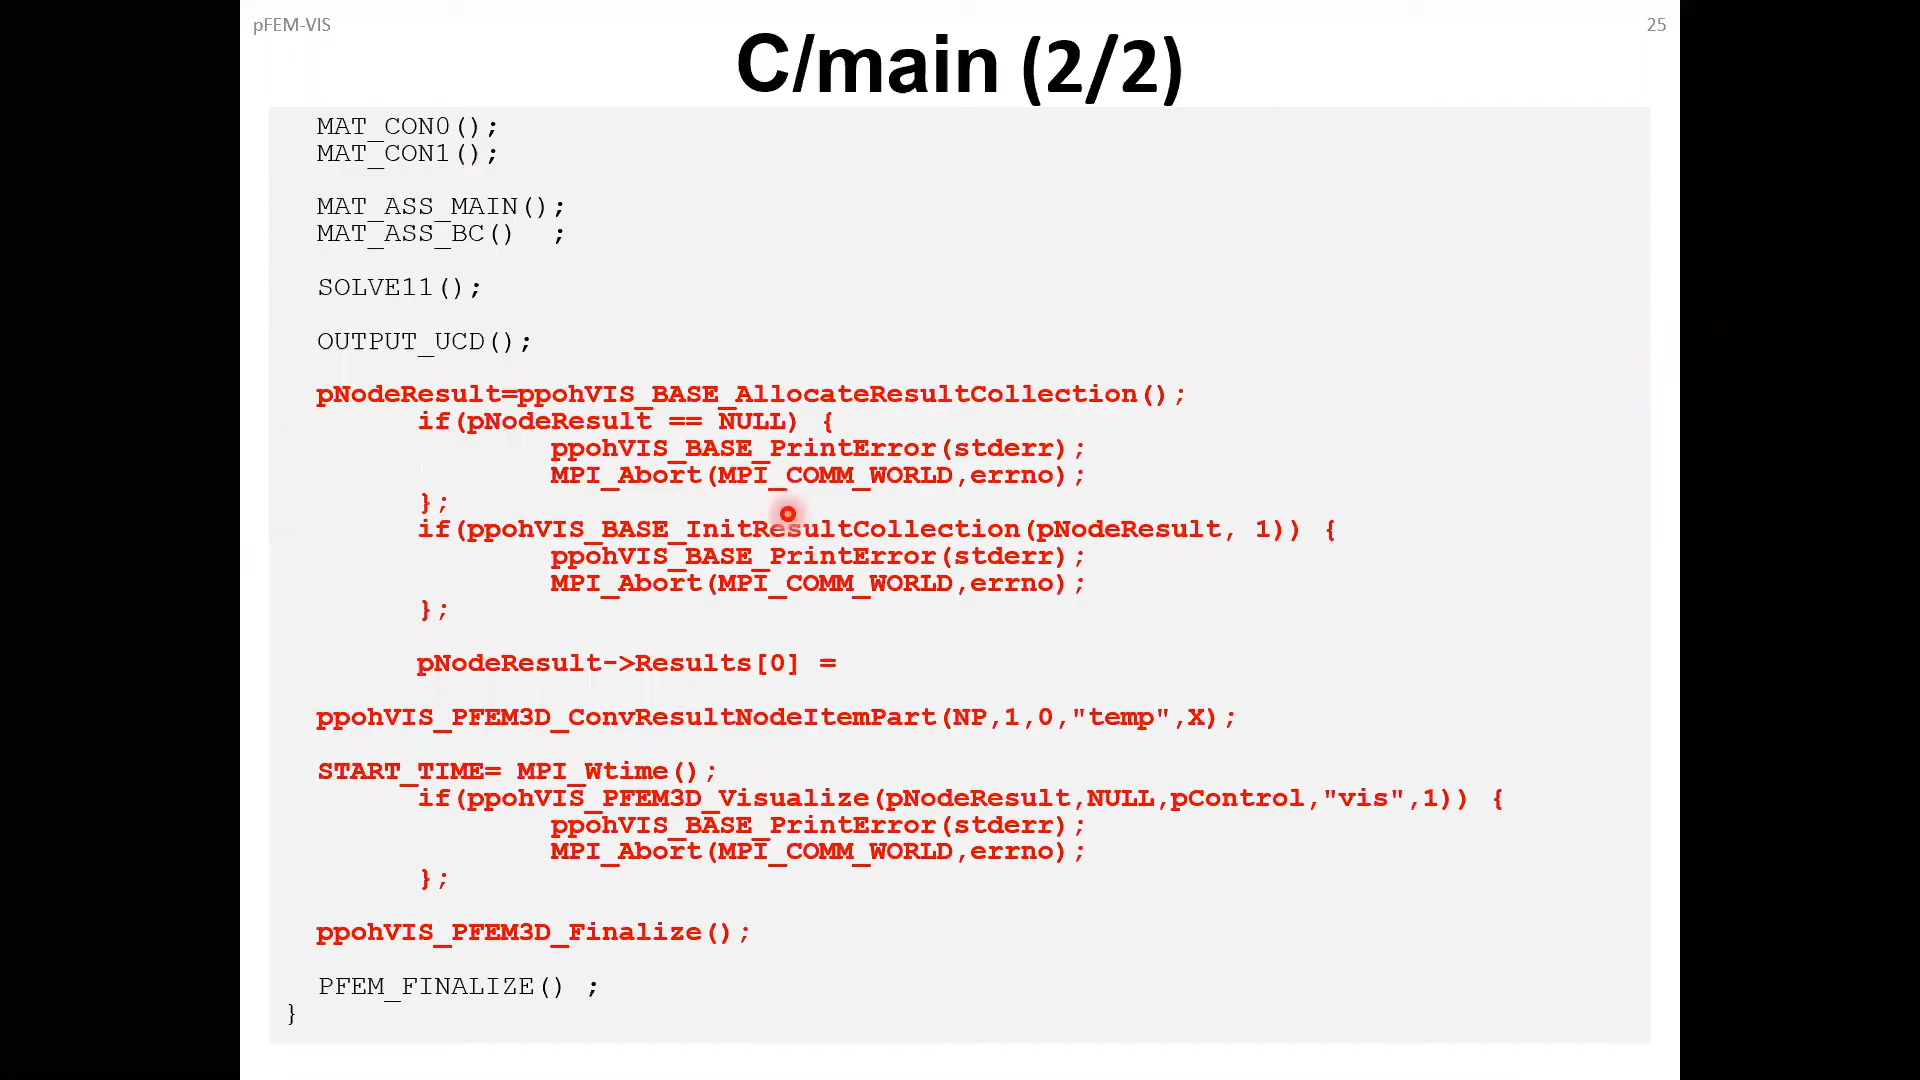 pFEM-VIS
25
C/main (2/2)
MAT_CON0();
MAT_CON1();
MAT_ASS_MAIN();
MAT_ASS_BC()  ;
SOLVE11();
OUTPUT_UCD();
pNodeResult=ppohVIS_BASE_AllocateResultCollection();
if(pNodeResult == NULL) {
ppohVIS_BASE_PrintError(stderr);
MPI_Abort(MPI_COMM_WORLD,errno);
};
if(ppohVIS_BASE_InitResultCollection(pNodeResult, 1)) {
ppohVIS_BASE_PrintError(stderr);
MPI_Abort(MPI_COMM_WORLD,errno);
};
pNodeResult->Results[0] =
ppohVIS_PFEM3D_ConvResultNodeItemPart(NP,1,0,"temp",X);
START_TIME= MPI_Wtime();
if(ppohVIS_PFEM3D_Visualize(pNodeResult,NULL,pControl,"vis",1)) {
ppohVIS_BASE_PrintError(stderr);
MPI_Abort(MPI_COMM_WORLD,errno);
};
ppohVIS_PFEM3D_Finalize();
PFEM_FINALIZE() ;
}